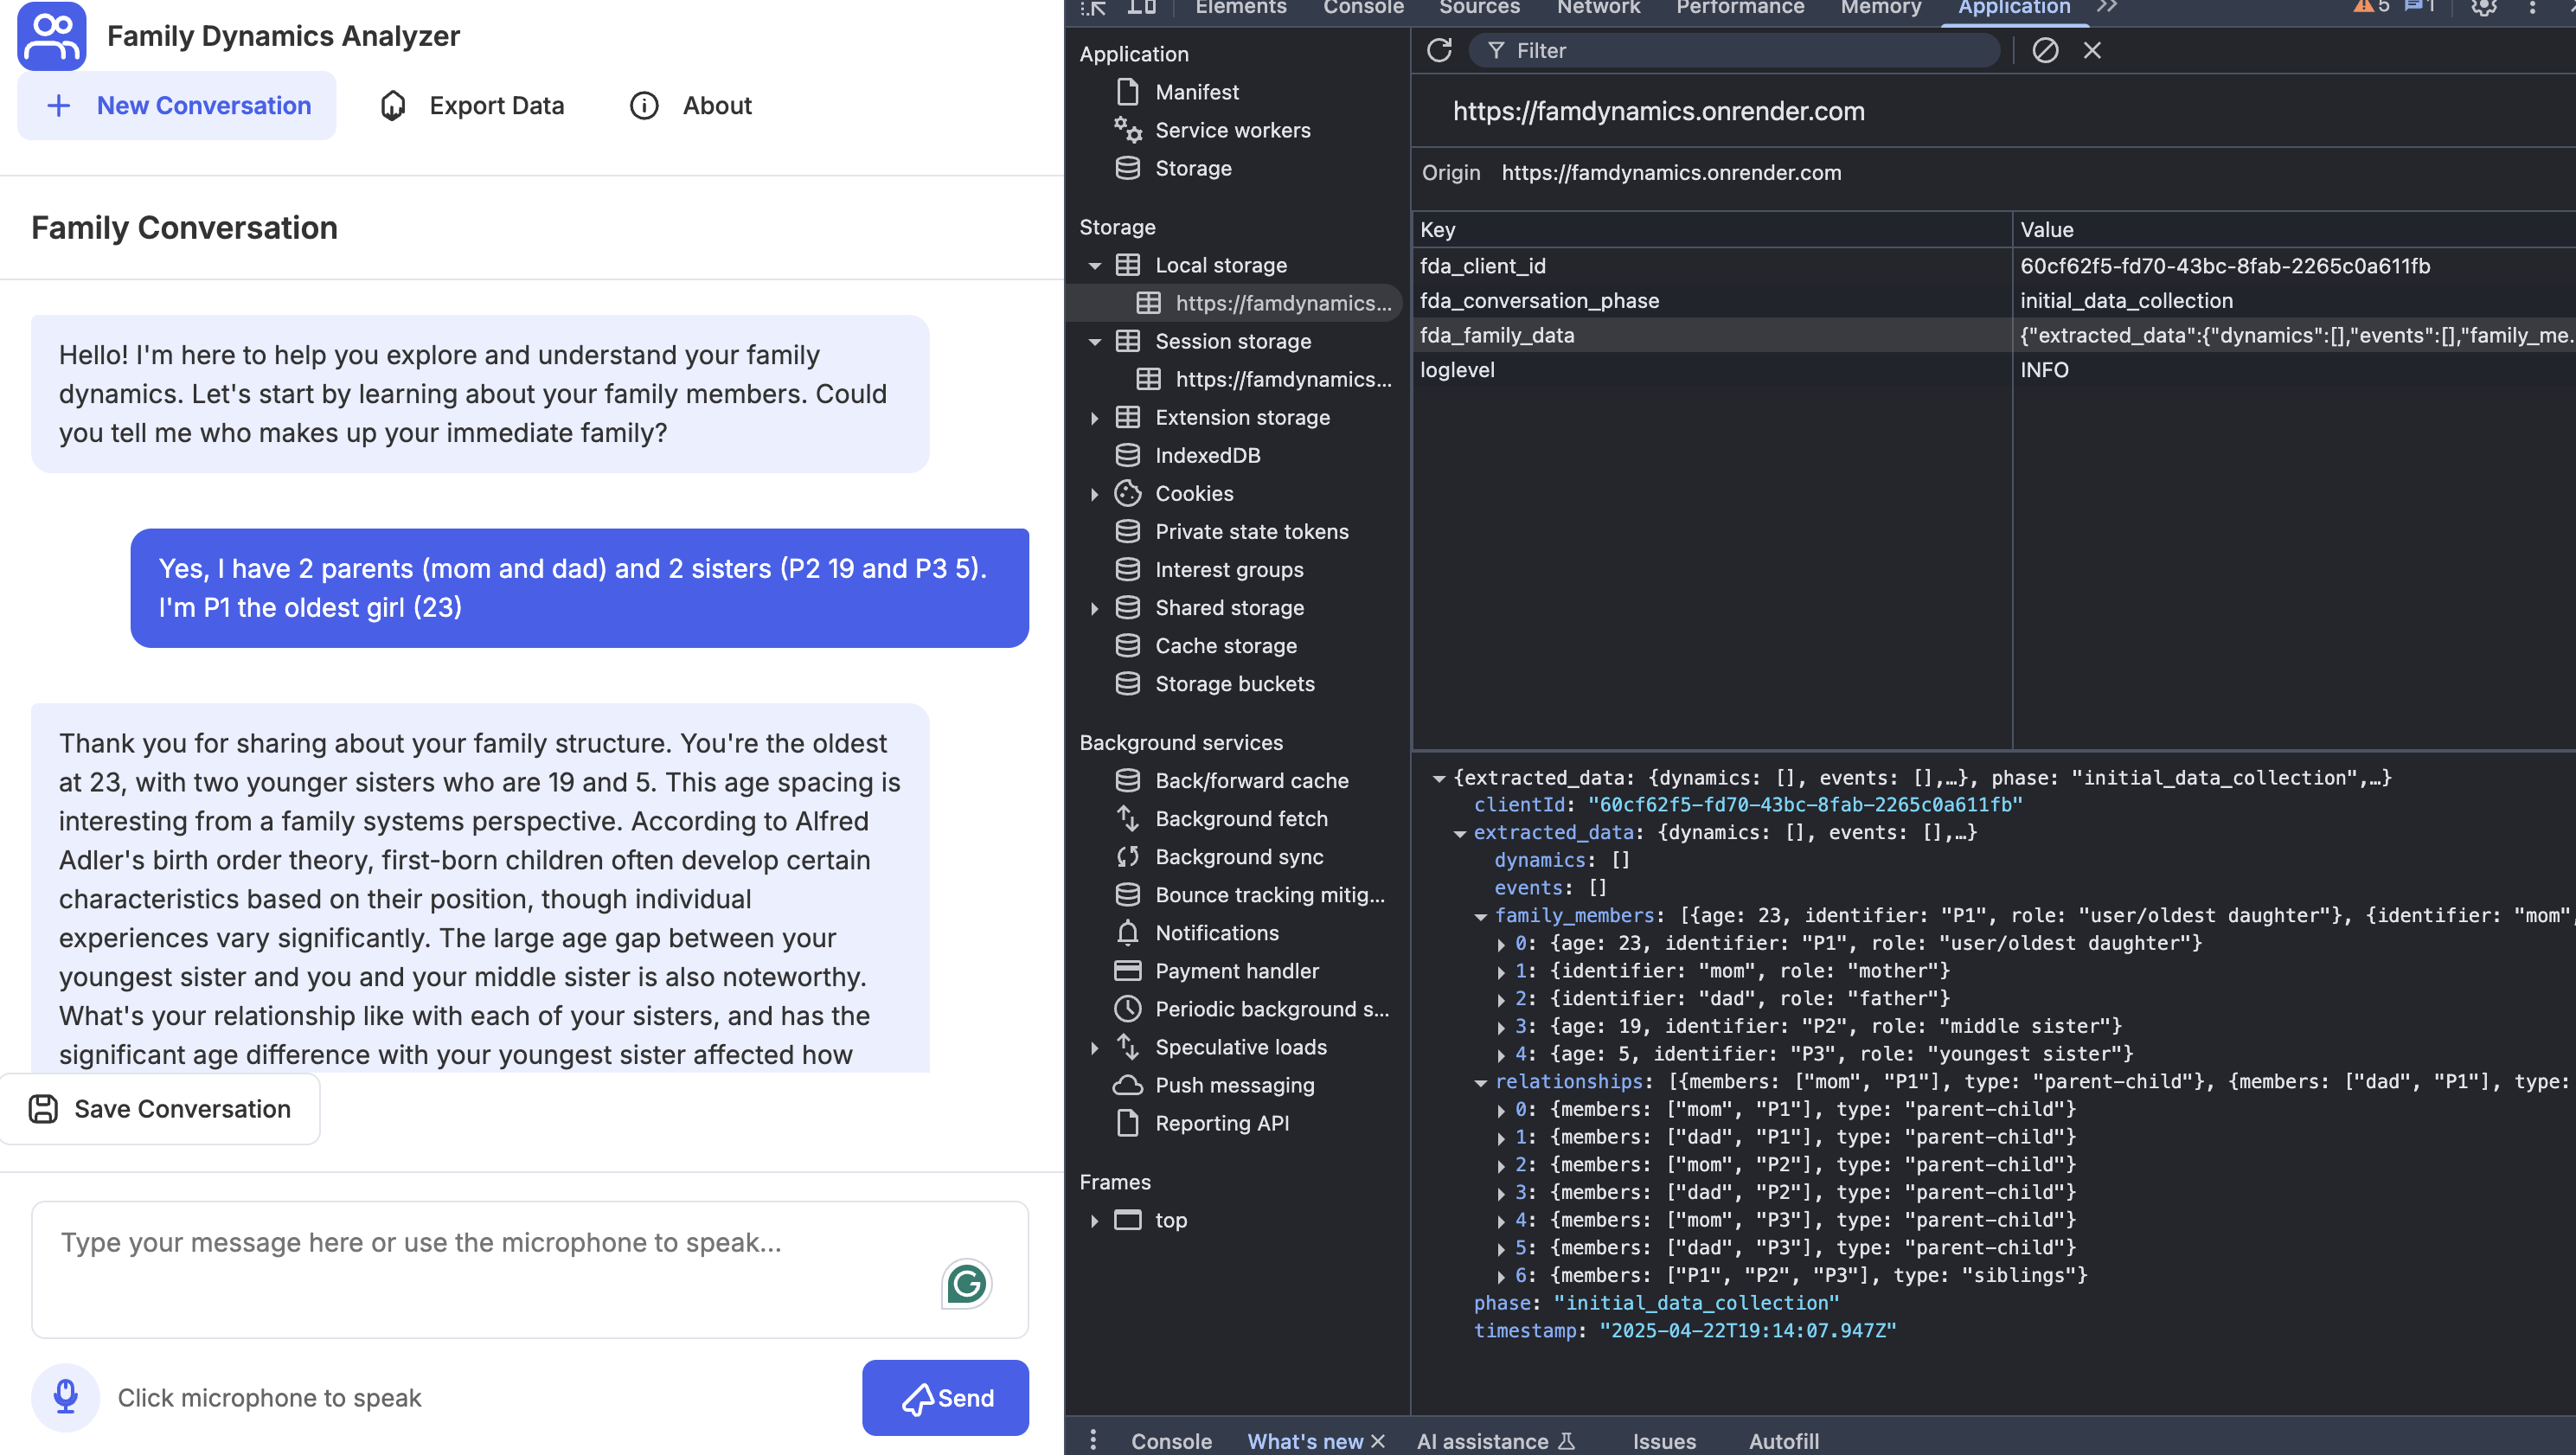 Family Dynamics Analyzer
New Conversation
Export Data
About
Family Conversation
Hello! I'm here to help you explore and understand your family
dynamics. Let's start by learning about your family members. Could
you tell me who makes up your immediate family?
Yes, I have 2 parents (mom and dad) and 2 sisters (P2 19 and P3 5).
I'm P1 the oldest girl (23)
Thank you for sharing about your family structure. You're the oldest
at 23, with two younger sisters who are 19 and 5. This age spacing is
interesting from a family systems perspective. According to Alfred
Adler's birth order theory, first-born children often develop certain
characteristics based on their position, though individual
experiences vary significantly. The large age gap between your
youngest sister and you and your middle sister is also noteworthy.
What's your relationship like with each of your sisters, and has the
significant age difference with your youngest sister affected how
Save Conversation
Type your message here or use the microphone to speak...
Click microphone to speak
Send
Elements Console Sources Network Performance Memory Application 5 1
Application
Manifest
Service workers
Storage
Storage
Local storage
https://famdynamics...
Session storage
https://famdynamics...
Extension storage
IndexedDB
Cookies
Private state tokens
Interest groups
Shared storage
Cache storage
Storage buckets
Background services
Back/forward cache
Background fetch
Background sync
Bounce tracking mitig...
Notifications
Payment handler
Periodic background s...
Speculative loads
Push messaging
Reporting API
Frames
top
Filter
https://famdynamics.onrender.com
Origin https://famdynamics.onrender.com
Key Value
fda_client_id 60cf62f5-fd70-43bc-8fab-2265c0a611fb
fda_conversation_phase initial_data_collection
fda_family_data {"extracted_data":{"dynamics":[],"events":[],"family_me...
loglevel INFO
{extracted_data: {dynamics: [], events: [],…}, phase: "initial_data_collection",…}
clientId: "60cf62f5-fd70-43bc-8fab-2265c0a611fb"
extracted_data: {dynamics: [], events: [],…}
dynamics: []
events: []
family_members: [{age: 23, identifier: "P1", role: "user/oldest daughter"}, {identifier: "mom",
0: {age: 23, identifier: "P1", role: "user/oldest daughter"}
1: {identifier: "mom", role: "mother"}
2: {identifier: "dad", role: "father"}
3: {age: 19, identifier: "P2", role: "middle sister"}
4: {age: 5, identifier: "P3", role: "youngest sister"}
relationships: [{members: ["mom", "P1"], type: "parent-child"}, {members: ["dad", "P1"], type:
0: {members: ["mom", "P1"], type: "parent-child"}
1: {members: ["dad", "P1"], type: "parent-child"}
2: {members: ["mom", "P2"], type: "parent-child"}
3: {members: ["dad", "P2"], type: "parent-child"}
4: {members: ["mom", "P3"], type: "parent-child"}
5: {members: ["dad", "P3"], type: "parent-child"}
6: {members: ["P1", "P2", "P3"], type: "siblings"}
phase: "initial_data_collection"
timestamp: "2025-04-22T19:14:07.947Z"
Console What's new AI assistance Issues Autofill